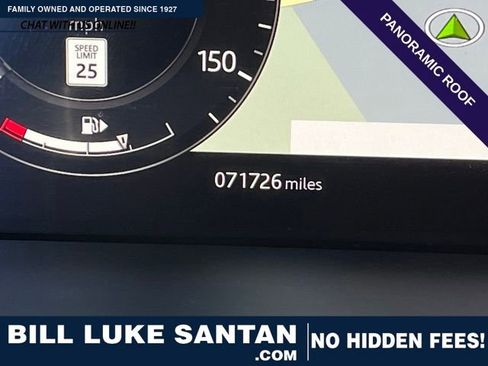 FAMILY OWNED AND OPERATED SINCE 1927
CHAT WITH US ONLINE!!
mph
SPEED
LIMIT
25
150
PANORAMIC ROOF
071726 miles
BILL LUKE SANTAN
.COM
NO HIDDEN FEES!